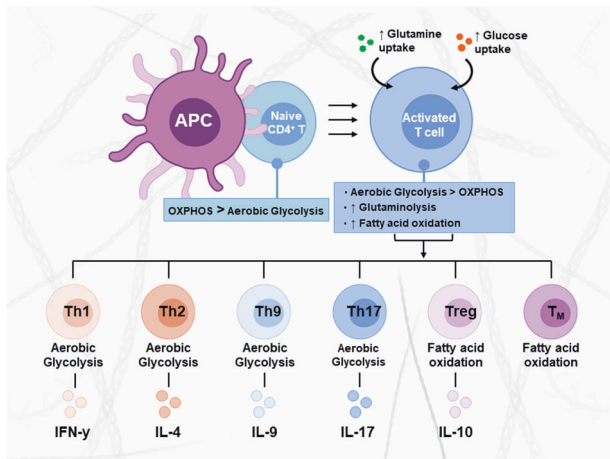 ↑ Glutamine
uptake
↑ Glucose
uptake
APC
Naive
CD4⁺ T
Activated
T cell
OXPHOS > Aerobic Glycolysis
· Aerobic Glycolysis > OXPHOS
· ↑ Glutaminolysis
· ↑ Fatty acid oxidation
Th1
Th2
Th9
Th17
Treg
T_M
Aerobic
Glycolysis
Aerobic
Glycolysis
Aerobic
Glycolysis
Aerobic
Glycolysis
Fatty acid
oxidation
Fatty acid
oxidation
IFN-y
IL-4
IL-9
IL-17
IL-10